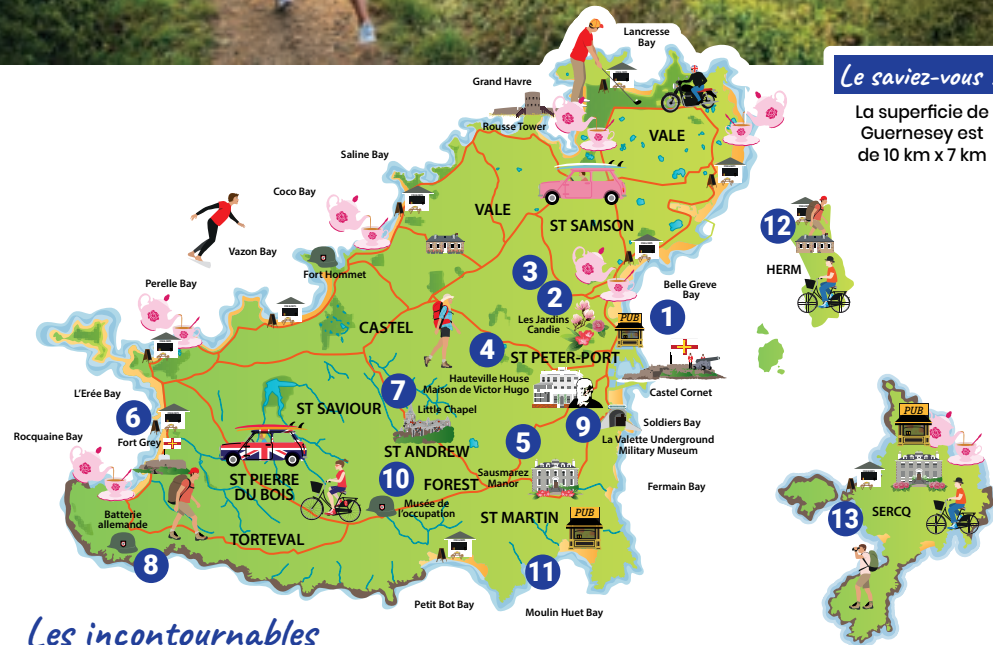 Lancresse
Bay
Grand Havre
Rousse Tower
VALE
Le saviez-vous
La superficie de
Guernesey est
de 10 km x 7 km
Saline Bay
Coco Bay
VALE
ST SAMSON
12
HERM
Vazon Bay
Fort Hommet
Perelle Bay
3
2
Les Jardins
Candie
Belle Greve
Bay
PUB
1
CASTEL
4
ST PETER-PORT
Castel Cornet
L'Erée Bay
7
Hauteville House
Maison de Victor Hugo
6
Fort Grey
ST SAVIOUR
Little Chapel
9
Soldiers Bay
La Valette Underground
Military Museum
PUB
Rocquaine Bay
ST ANDREW
5
ST PIERRE
DU BOIS
10
FOREST
Sausmarez
Manor
Fermain Bay
Batterie
allemande
Musée de
l'occupation
ST MARTIN
PUB
13
SERCQ
TORTEVAL
8
11
Petit Bot Bay
Moulin Huet Bay
Les incontournables